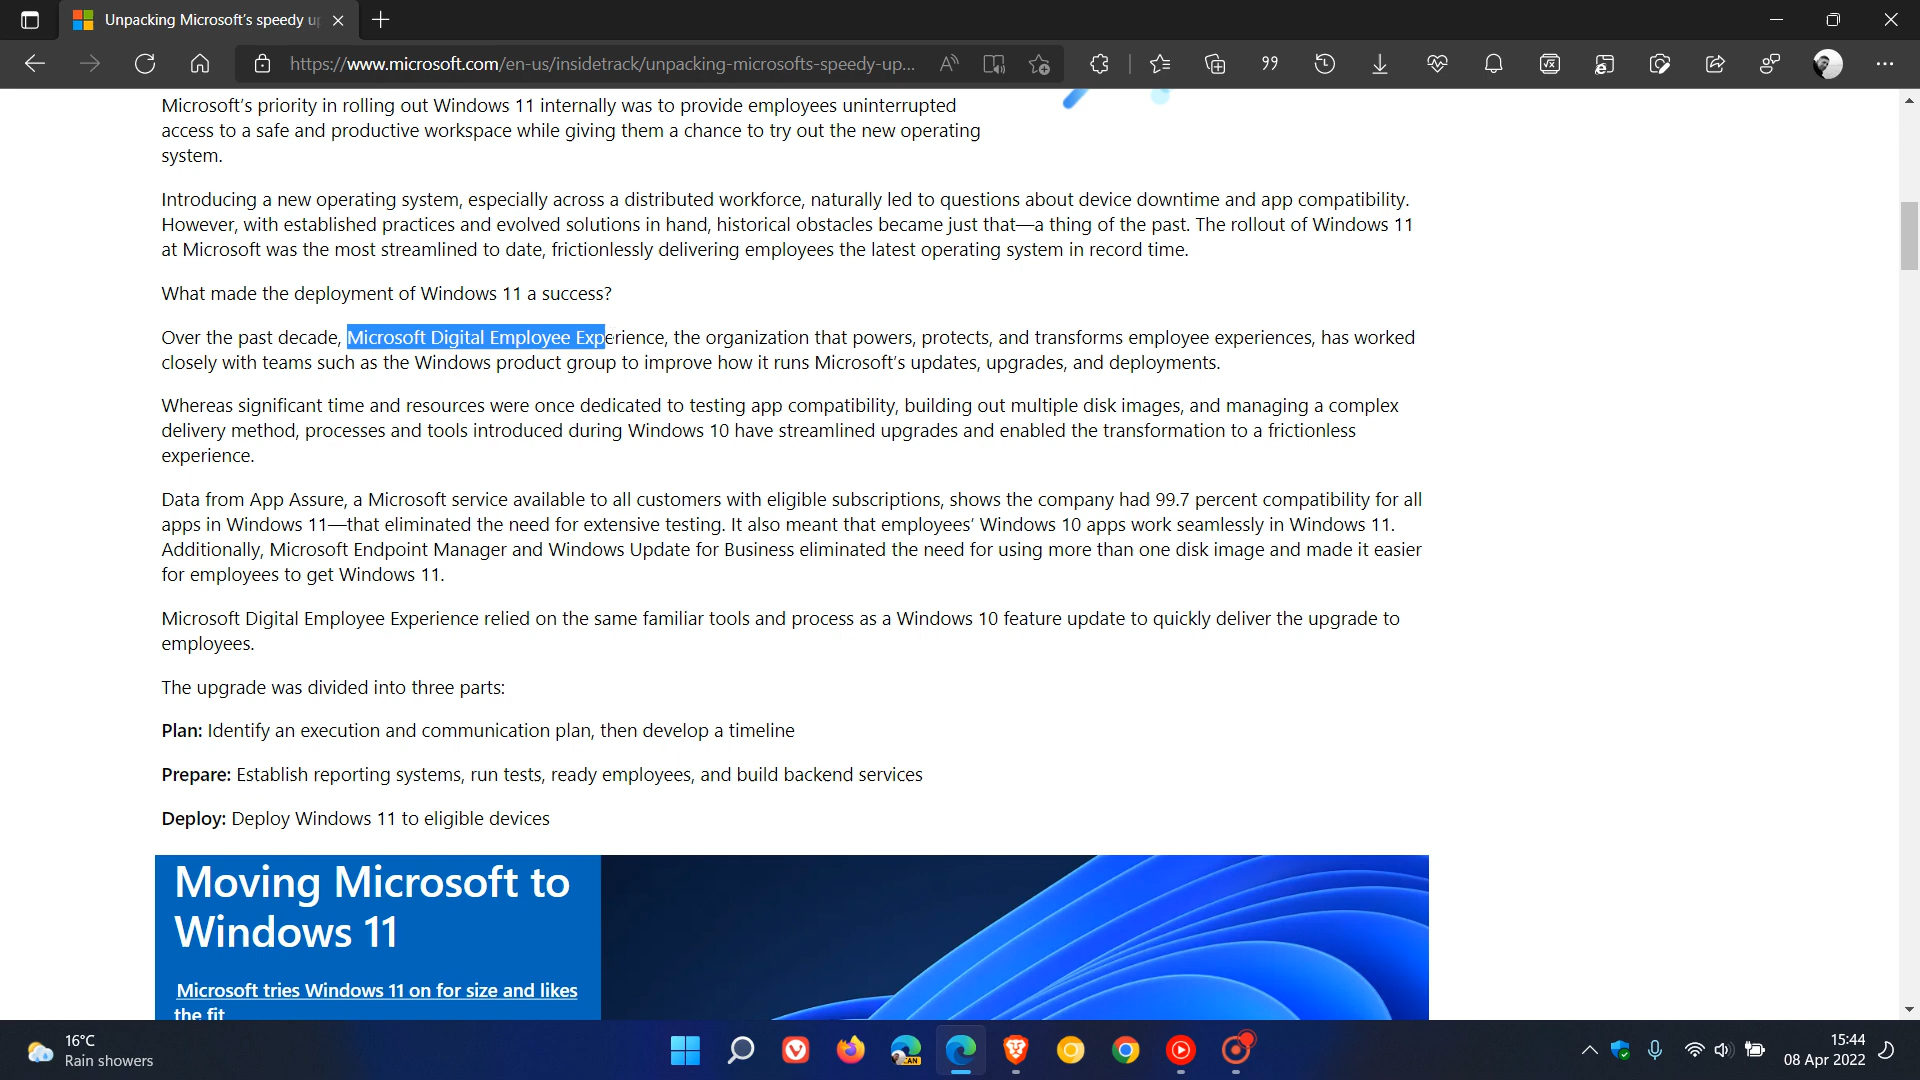 Unpacking Microsoft's speedy u
https://www.microsoft.com/en-us/insidetrack/unpacking-microsofts-speedy-up...
Microsoft's priority in rolling out Windows 11 internally was to provide employees uninterrupted
access to a safe and productive workspace while giving them a chance to try out the new operating
system.
Introducing a new operating system, especially across a distributed workforce, naturally led to questions about device downtime and app compatibility.
However, with established practices and evolved solutions in hand, historical obstacles became just that—a thing of the past. The rollout of Windows 11
at Microsoft was the most streamlined to date, frictionlessly delivering employees the latest operating system in record time.
What made the deployment of Windows 11 a success?
Over the past decade, Microsoft Digital Employee Experience, the organization that powers, protects, and transforms employee experiences, has worked
closely with teams such as the Windows product group to improve how it runs Microsoft's updates, upgrades, and deployments.
Whereas significant time and resources were once dedicated to testing app compatibility, building out multiple disk images, and managing a complex
delivery method, processes and tools introduced during Windows 10 have streamlined upgrades and enabled the transformation to a frictionless
experience.
Data from App Assure, a Microsoft service available to all customers with eligible subscriptions, shows the company had 99.7 percent compatibility for all
apps in Windows 11—that eliminated the need for extensive testing. It also meant that employees' Windows 10 apps work seamlessly in Windows 11.
Additionally, Microsoft Endpoint Manager and Windows Update for Business eliminated the need for using more than one disk image and made it easier
for employees to get Windows 11.
Microsoft Digital Employee Experience relied on the same familiar tools and process as a Windows 10 feature update to quickly deliver the upgrade to
employees.
The upgrade was divided into three parts:
Plan: Identify an execution and communication plan, then develop a timeline
Prepare: Establish reporting systems, run tests, ready employees, and build backend services
Deploy: Deploy Windows 11 to eligible devices
Moving Microsoft to
Windows 11
Microsoft tries Windows 11 on for size and likes
the fit
16°C
Rain showers
CAN
15:44
08 Apr 2022